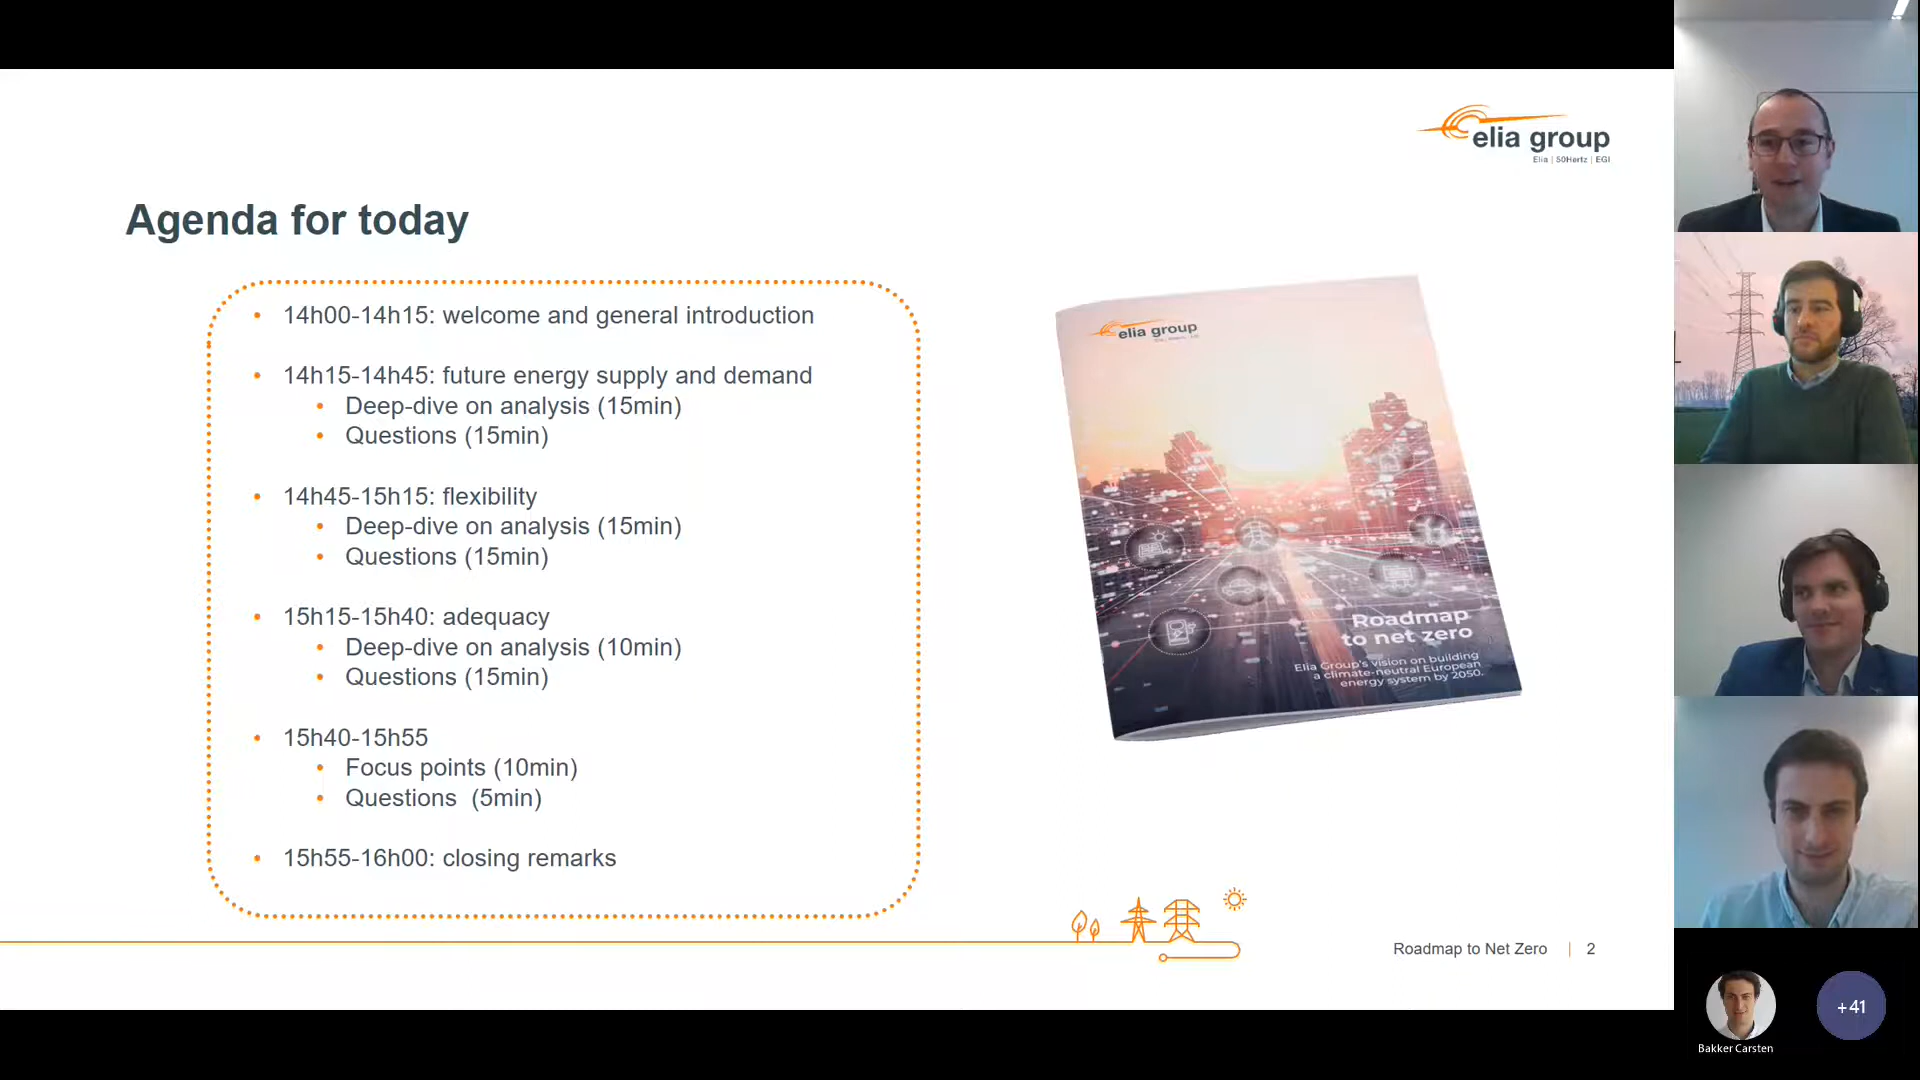 elia group
Elia | 50Hertz | EGI
Agenda for today
• 14h00-14h15: welcome and general introduction
• 14h15-14h45: future energy supply and demand
• Deep-dive on analysis (15min)
• Questions (15min)
• 14h45-15h15: flexibility
• Deep-dive on analysis (15min)
• Questions (15min)
• 15h15-15h40: adequacy
• Deep-dive on analysis (10min)
• Questions (15min)
• 15h40-15h55
• Focus points (10min)
• Questions  (5min)
• 15h55-16h00: closing remarks
elia group
Roadmap
to net zero
Elia Group's vision on building
a climate-neutral European
energy system by 2050.
Roadmap to Net Zero | 2
+41
Bakker Carsten